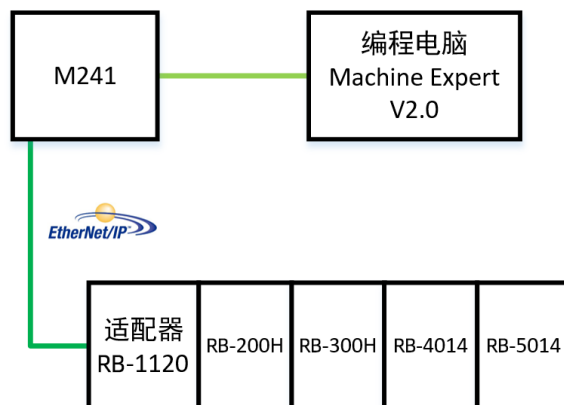 M241
编程电脑
Machine Expert
V2.0
EtherNet/IP
适配器
RB-1120
RB-200H
RB-300H
RB-4014
RB-5014